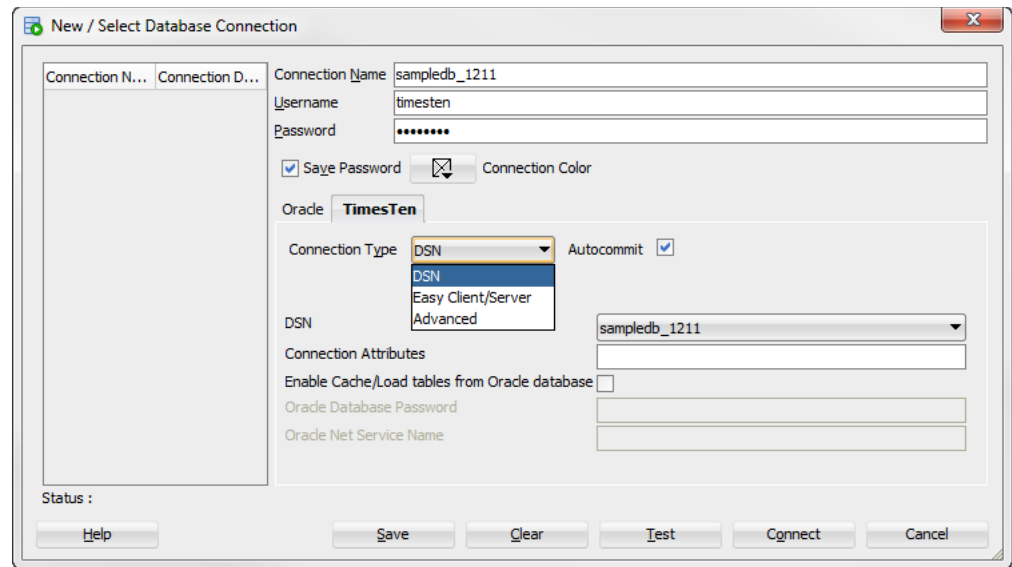 New / Select Database Connection
Connection N... Connection D...
Connection Name sampledb_1211
Username timesten
Password ••••••••
Save Password Connection Color
Oracle TimesTen
Connection Type DSN Autocommit
DSN
Easy Client/Server
Advanced
DSN sampledb_1211
Connection Attributes
Enable Cache/Load tables from Oracle database
Oracle Database Password
Oracle Net Service Name
Status :
Help Save Clear Test Connect Cancel